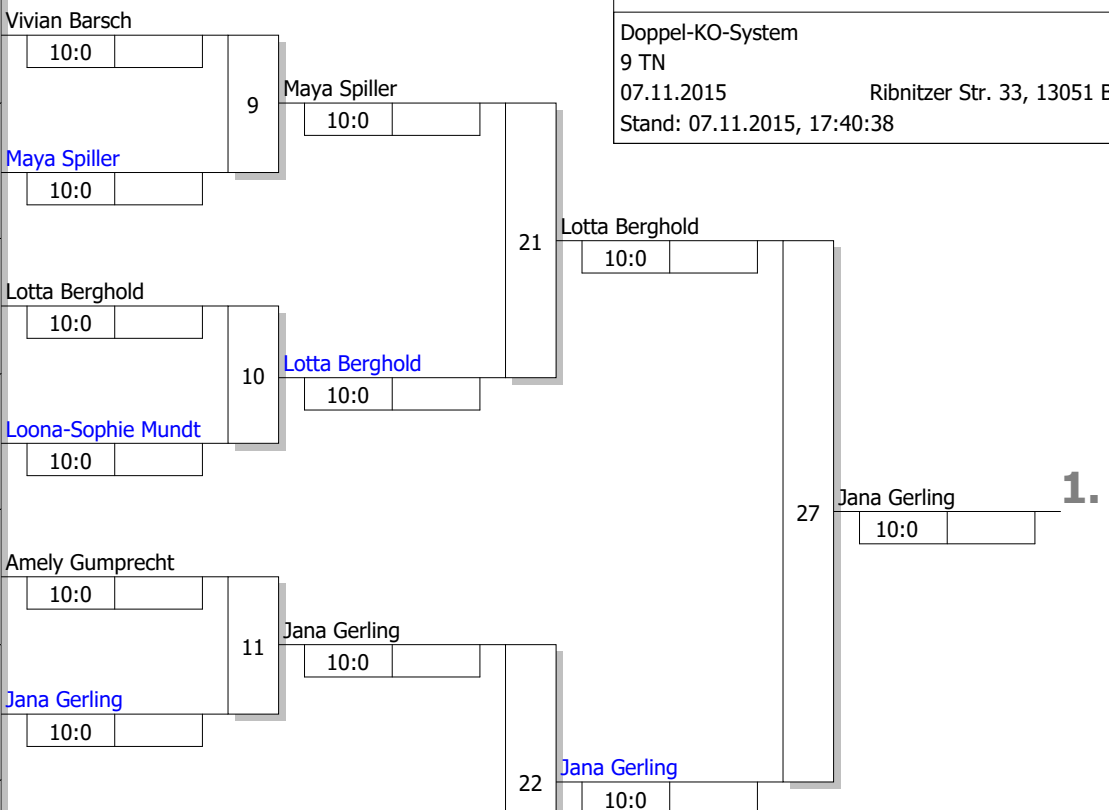 Vivian Barsch
10:0
9
Maya Spiller
10:0
Maya Spiller
10:0
Doppel-KO-System
9 TN
07.11.2015 Ribnitzer Str. 33, 13051
Stand: 07.11.2015, 17:40:38
21
Lotta Berghold
10:0
Lotta Berghold
10:0
10
Lotta Berghold
10:0
Loona-Sophie Mundt
10:0
27
Jana Gerling
1.
10:0
Amely Gumprecht
10:0
11
Jana Gerling
10:0
Jana Gerling
10:0
22
Jana Gerling
10:0